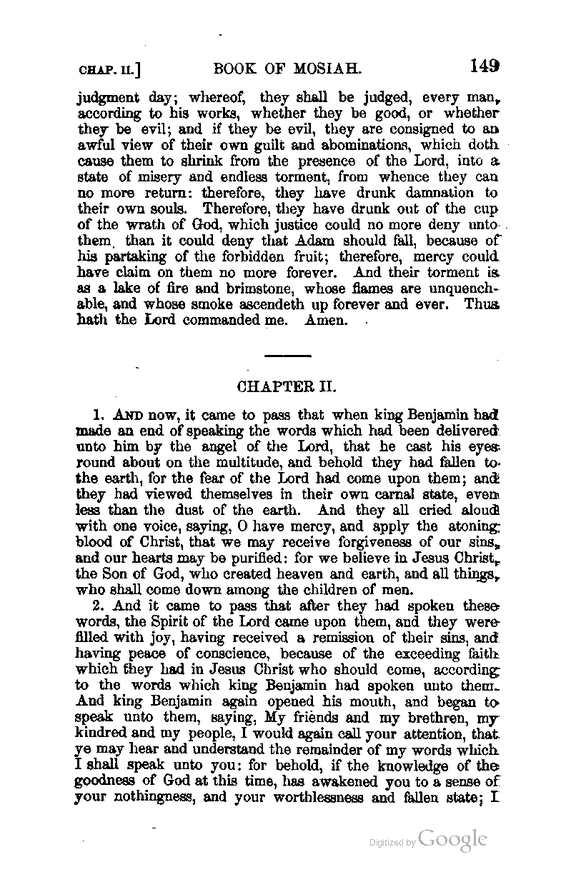 CHAP. II.] BOOK OF MOSIAH. 149
judgment day; whereof, they shall be judged, every man,
according to his works, whether they be good, or whether
they be evil; and if they be evil, they are consigned to an
awful view of their own guilt and abominations, which doth
cause them to shrink from the presence of the Lord, into a
state of misery and endless torment, from whence they can
no more return: therefore, they have drunk damnation to
their own souls. Therefore, they have drunk out of the cup
of the wrath of God, which justice could no more deny unto
them, than it could deny that Adam should fall, because of
his partaking of the forbidden fruit; therefore, mercy could
have claim on them no more forever. And their torment is
as a lake of fire and brimstone, whose flames are unquench-
able, and whose smoke ascendeth up forever and ever. Thus
hath the Lord commanded me. Amen.
CHAPTER II.
1. AND now, it came to pass that when king Benjamin had
made an end of speaking the words which had been delivered
unto him by the angel of the Lord, that he cast his eyes
round about on the multitude, and behold they had fallen to
the earth, for the fear of the Lord had come upon them; and
they had viewed themselves in their own carnal state, even
less than the dust of the earth. And they all cried aloud
with one voice, saying, O have mercy, and apply the atoning
blood of Christ, that we may receive forgiveness of our sins,
and our hearts may be purified: for we believe in Jesus Christ,
the Son of God, who created heaven and earth, and all things,
who shall come down among the children of men.
2. And it came to pass that after they had spoken these
words, the Spirit of the Lord came upon them, and they were
filled with joy, having received a remission of their sins, and
having peace of conscience, because of the exceeding faith
which they had in Jesus Christ who should come, according
to the words which king Benjamin had spoken unto them.
And king Benjamin again opened his mouth, and began to
speak unto them, saying, My friends and my brethren, my
kindred and my people, I would again call your attention, that
ye may hear and understand the remainder of my words which
I shall speak unto you: for behold, if the knowledge of the
goodness of God at this time, has awakened you to a sense of
your nothingness, and your worthlessness and fallen state; I
Digitized by Google